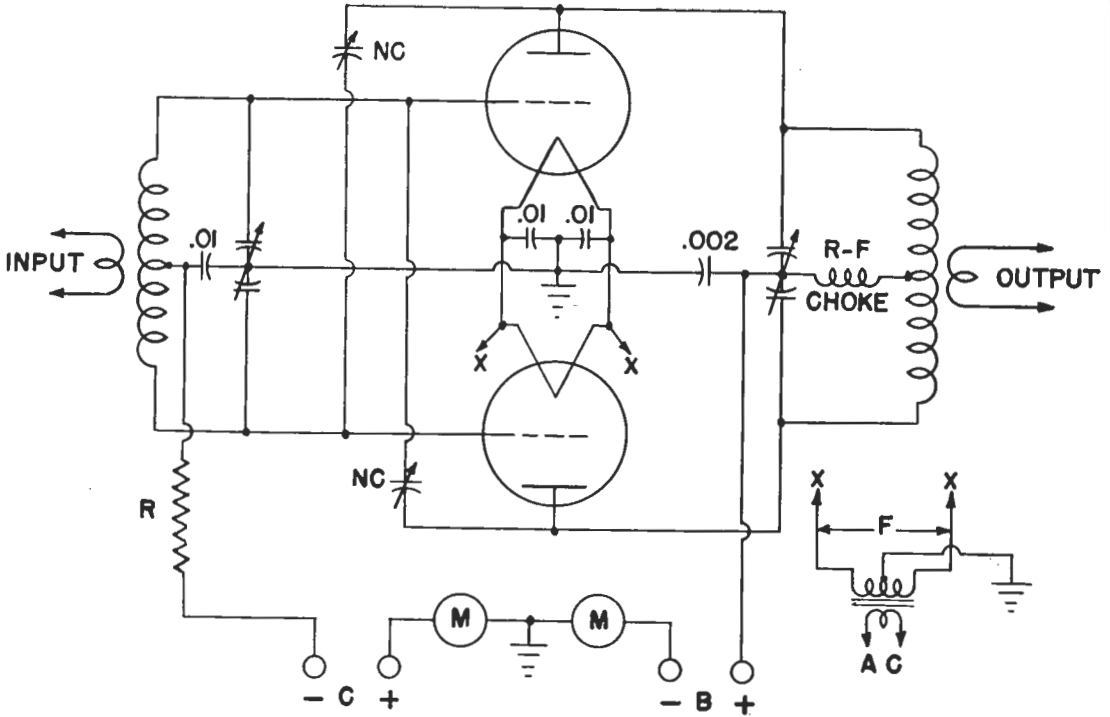 NC
.01
.01
.01
.002
R-F
CHOKE
INPUT
OUTPUT
X
X
NC
R
X
X
F
M
M
A C
- C +
- B +